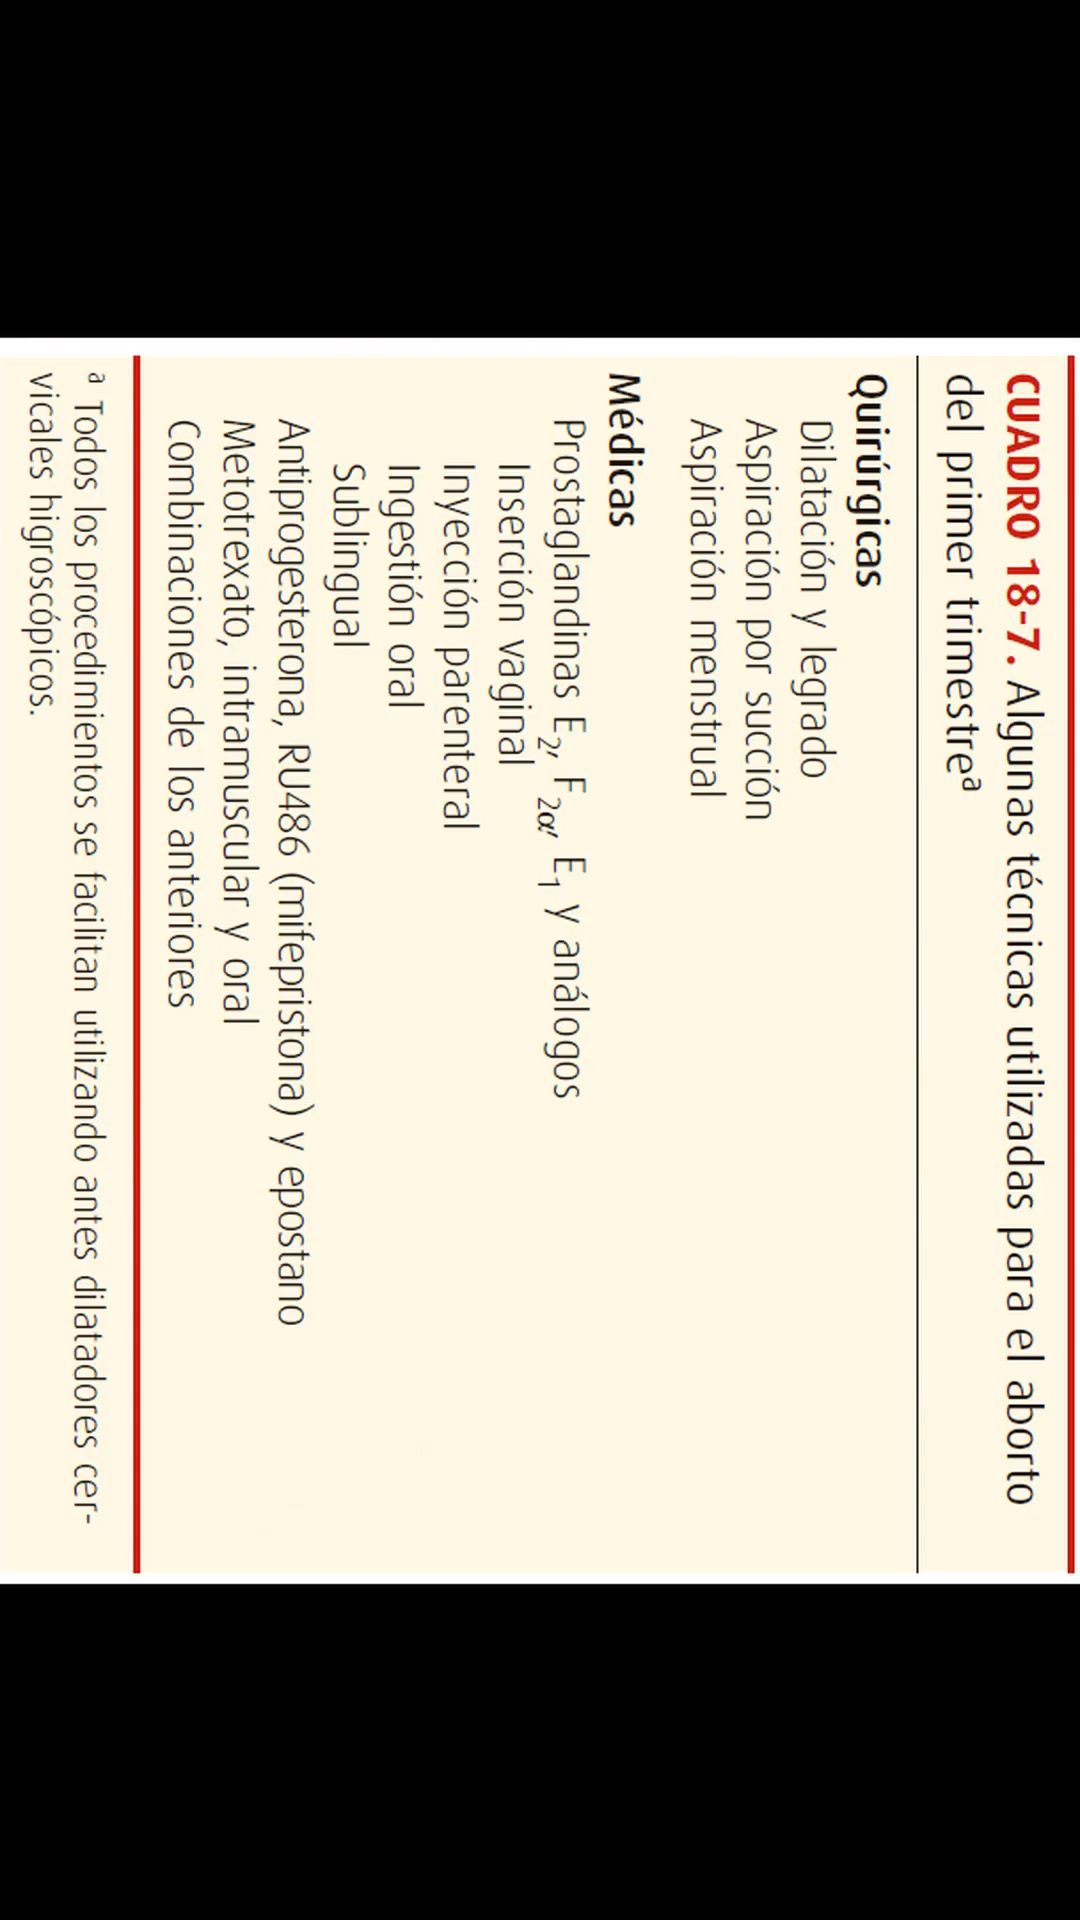 CUADRO 18-7. Algunas técnicas utilizadas para el aborto
del primer trimestreª
Quirúrgicas
Dilatación y legrado
Aspiración por succión
Aspiración menstrual
Médicas
Prostaglandinas E₂, F₂α, E₁ y análogos
Inserción vaginal
Inyección parenteral
Ingestión oral
Sublingual
Antiprogesterona, RU486 (mifepristona) y epostano
Metotrexato, intramuscular y oral
Combinaciones de los anteriores
ª Todos los procedimientos se facilitan utilizando antes dilatadores cer-
vicales higroscópicos.